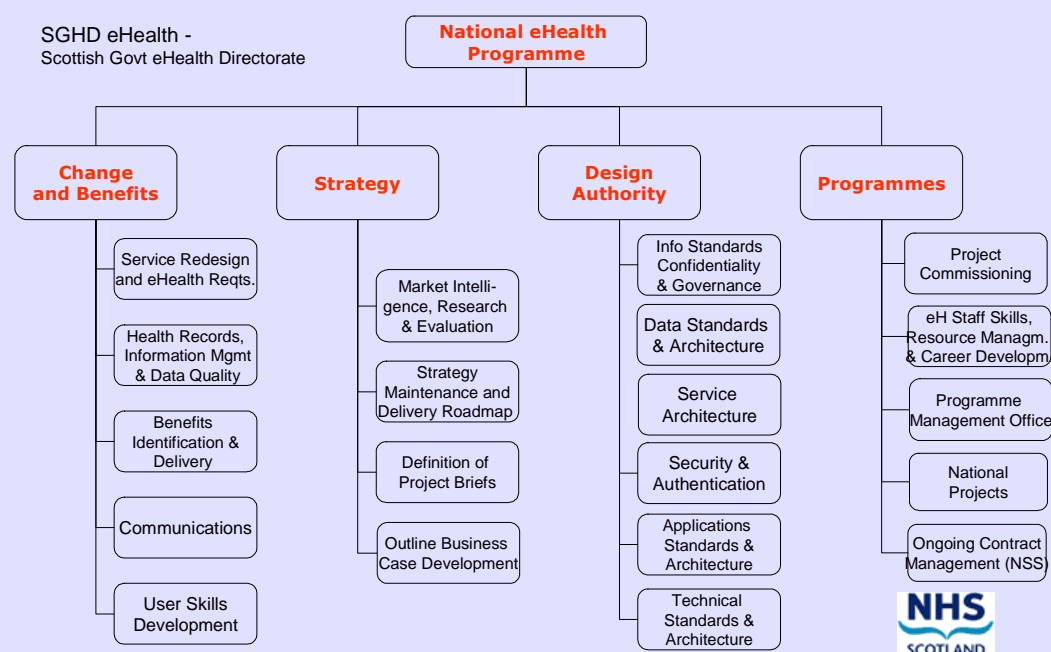 SGHD eHealth -
Scottish Govt eHealth Directorate
National eHealth
Programme
Change
and Benefits
Service Redesign
and eHealth Reqts.
Health Records,
Information Mgmt
& Data Quality
Benefits
Identification &
Delivery
Communications
User Skills
Development
Strategy
Market Intelli-
gence, Research
& Evaluation
Strategy
Maintenance and
Delivery Roadmap
Definition of
Project Briefs
Outline Business
Case Development
Design
Authority
Info Standards
Confidentiality
& Governance
Data Standards
& Architecture
Service
Architecture
Security &
Authentication
Applications
Standards &
Architecture
Technical
Standards &
Architecture
Programmes
Project
Commissioning
eH Staff Skills,
Resource Managm.
& Career Developm.
Programme
Management Office
National
Projects
Ongoing Contract
Management (NSS)
NHS
SCOTLAND